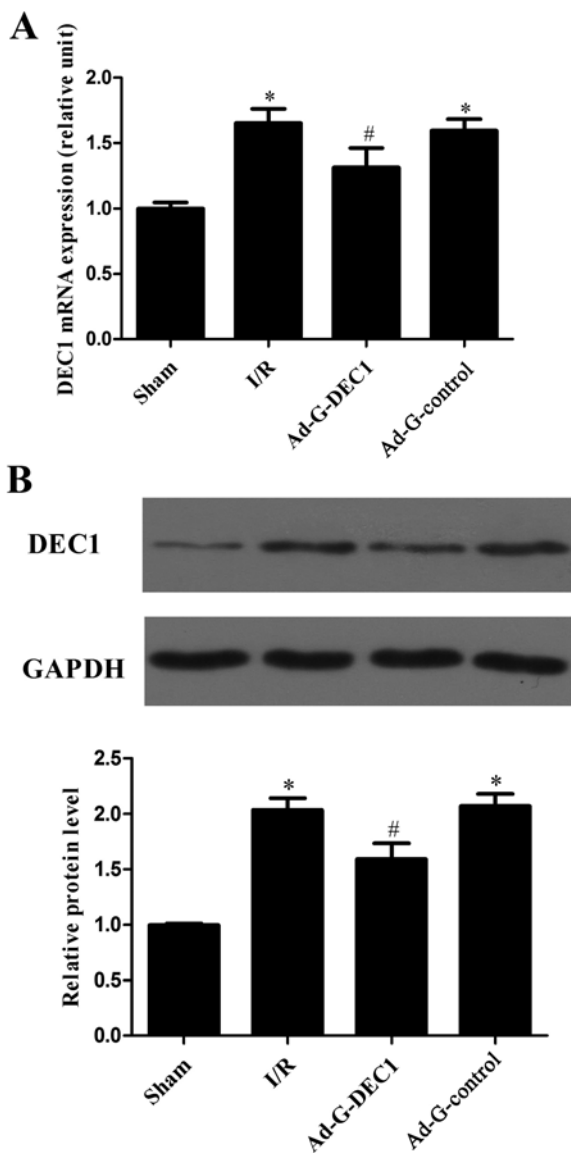 A
DEC1 mRNA expression (relative unit)
2.0
1.5
1.0
0.5
0.0
*
#
*
Sham
I/R
Ad-G-DEC1
Ad-G-control
B
DEC1
GAPDH
Relative protein level
2.5
2.0
1.5
1.0
0.5
0.0
*
#
*
Sham
I/R
Ad-G-DEC1
Ad-G-control